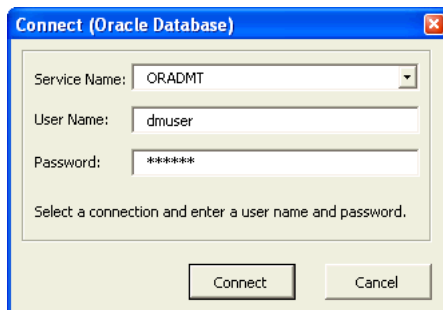 Connect (Oracle Database)
Service Name: ORADMT
User Name: dmuser
Password: ******
Select a connection and enter a user name and password.
Connect Cancel